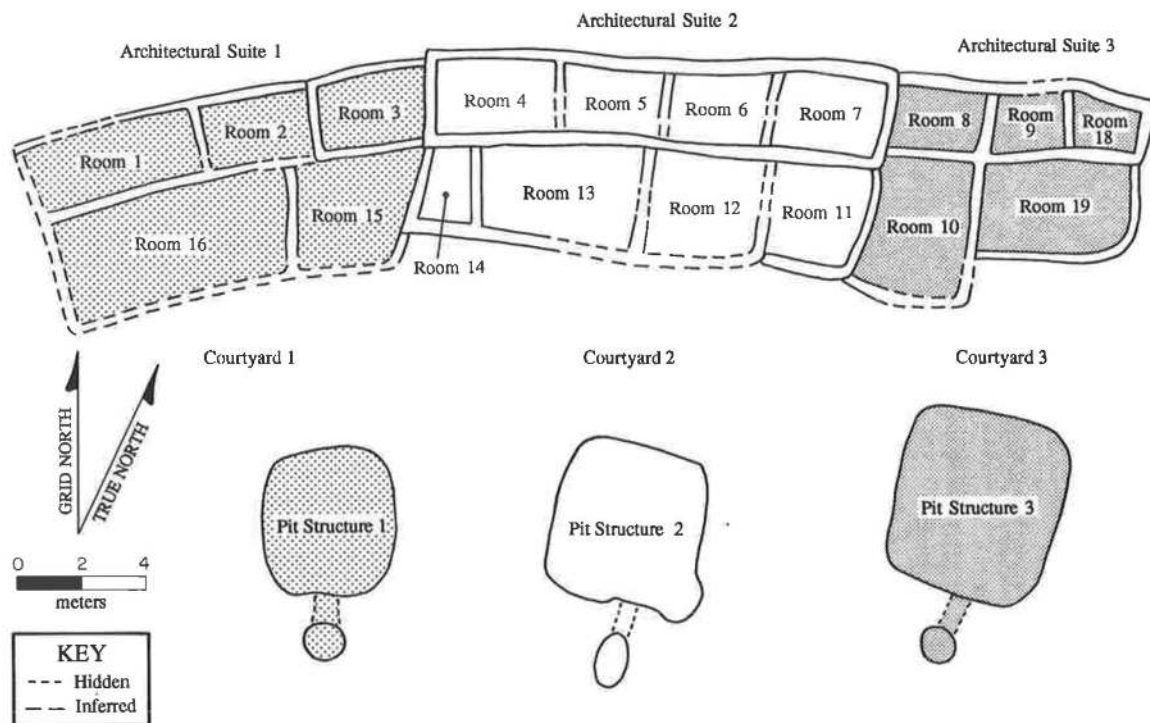 Architectural Suite 2
Architectural Suite 1
Architectural Suite 3
Room 1
Room 2
Room 3
Room 4
Room 5
Room 6
Room 7
Room 8
Room
9
Room
18
Room 16
Room 15
Room 14
Room 13
Room 12
Room 11
Room 10
Room 19
Courtyard 1
Courtyard 2
Courtyard 3
GRID NORTH
TRUE NORTH
Pit Structure 1
Pit Structure 2
Pit Structure 3
0 2 4
meters
KEY
Hidden
Inferred